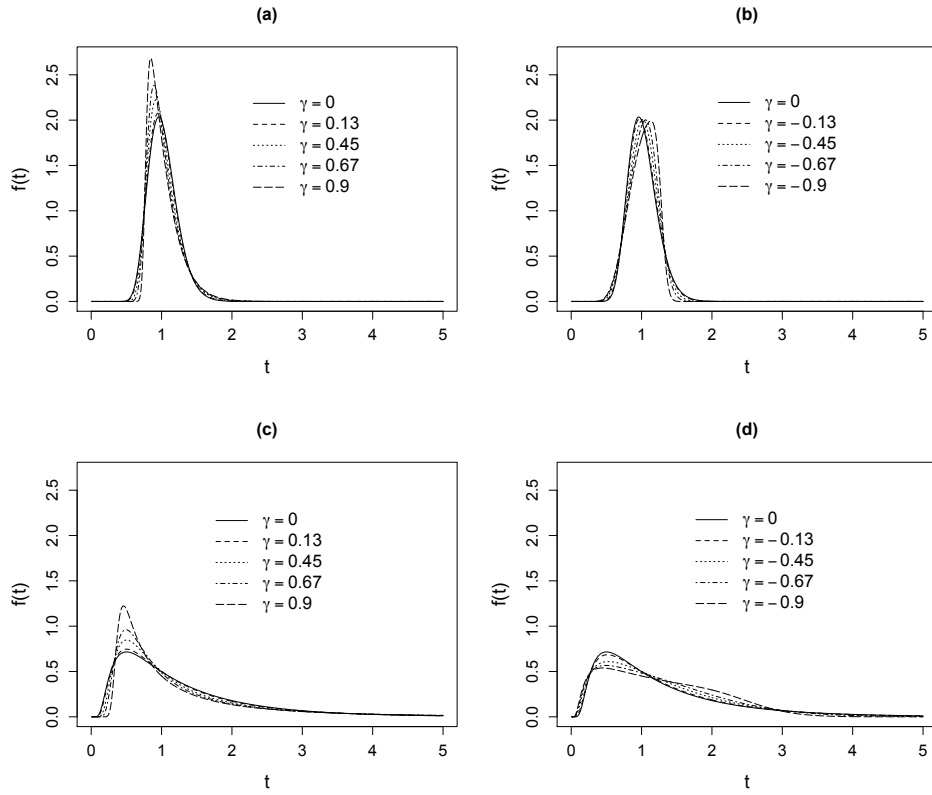 (a)
f(t)
2.5
2.0
1.5
1.0
0.5
0.0
γ = 0
γ = 0.13
γ = 0.45
γ = 0.67
γ = 0.9
0 1 2 3 4 5
t
(b)
f(t)
2.5
2.0
1.5
1.0
0.5
0.0
γ = 0
γ = − 0.13
γ = − 0.45
γ = − 0.67
γ = − 0.9
0 1 2 3 4 5
t
(c)
f(t)
2.5
2.0
1.5
1.0
0.5
0.0
γ = 0
γ = 0.13
γ = 0.45
γ = 0.67
γ = 0.9
0 1 2 3 4 5
t
(d)
f(t)
2.5
2.0
1.5
1.0
0.5
0.0
γ = 0
γ = − 0.13
γ = − 0.45
γ = − 0.67
γ = − 0.9
0 1 2 3 4 5
t